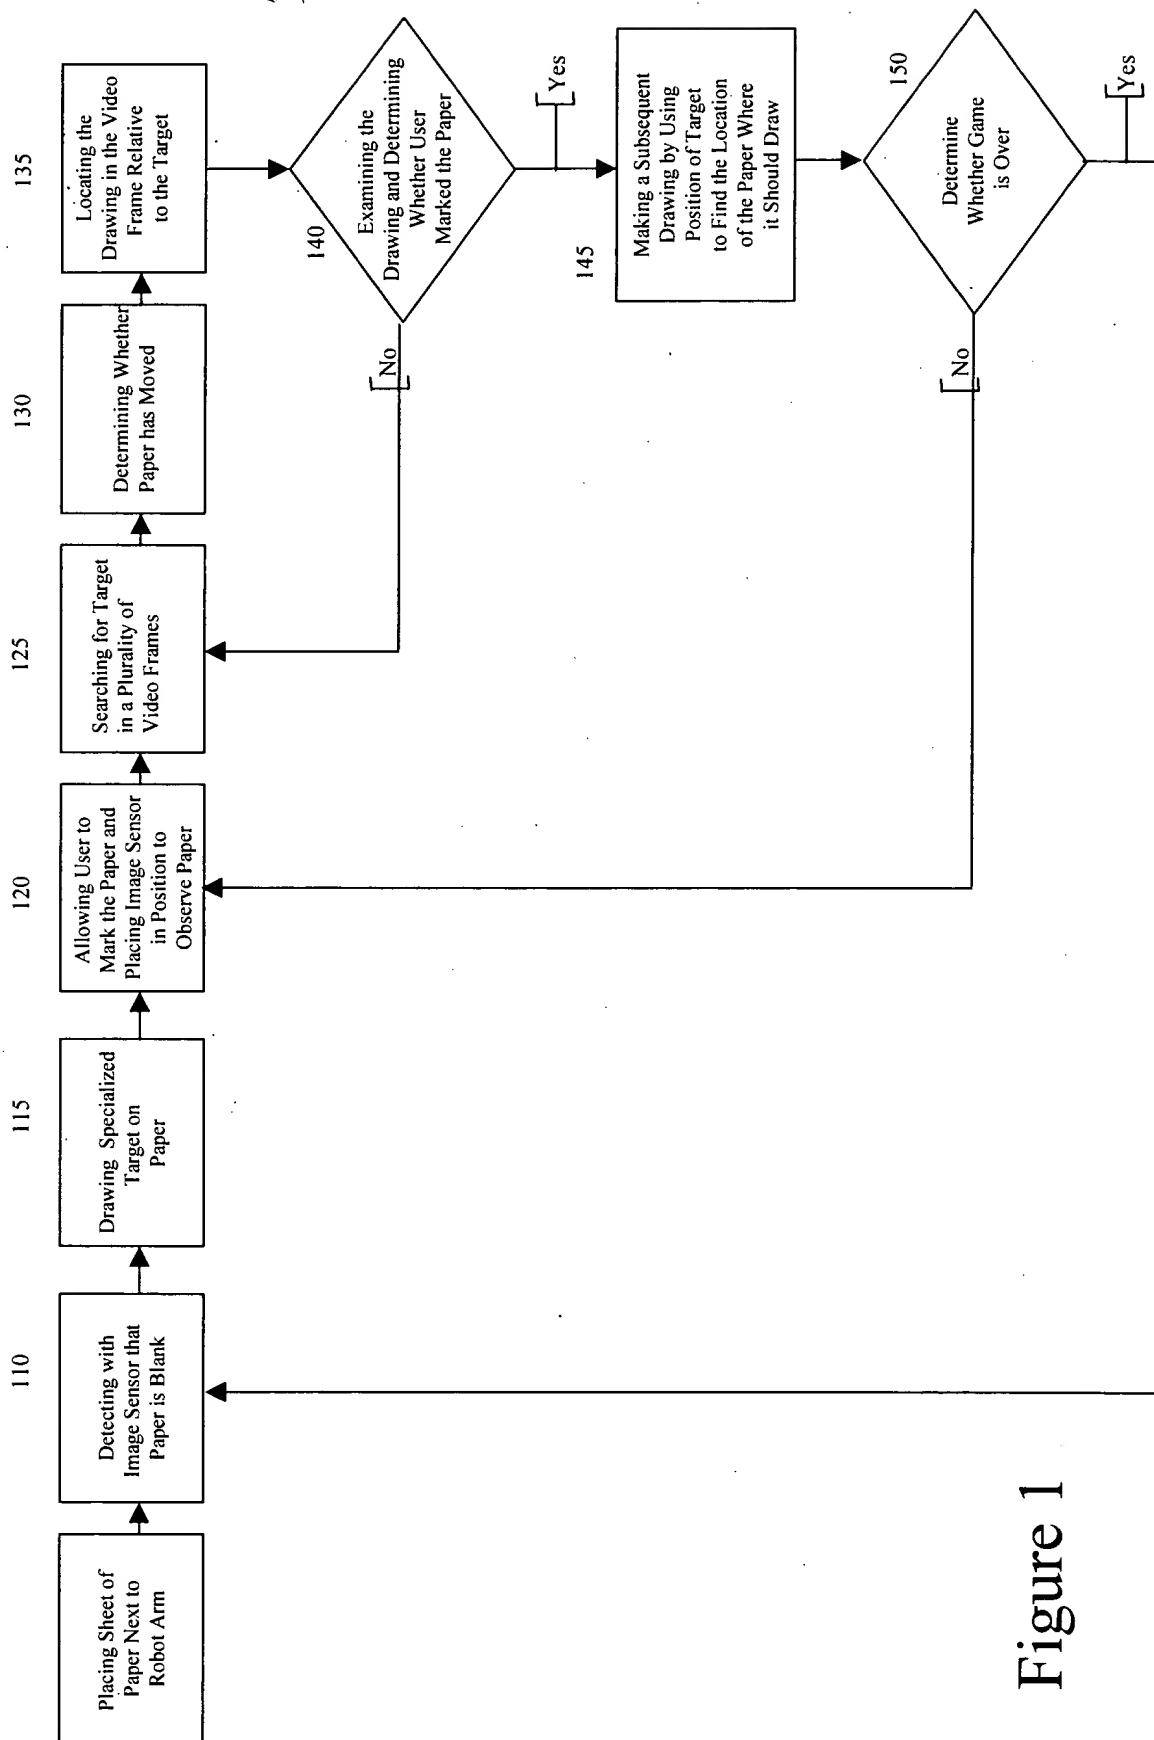 Placing Sheet of
Paper Next to
Robot Arm
110
Detecting with
Image Sensor that
Paper is Blank
115
Drawing Specialized
Target on
Paper
120
Allowing User to
Mark the Paper and
Placing Image Sensor
in Position to
Observe Paper
125
Searching for Target
in a Plurality of
Video Frames
130
Determining Whether
Paper has Moved
135
Locating the
Drawing in the Video
Frame Relative
to the Target
140
Examining the
Drawing and Determining
Whether User
Marked the Paper
No
Yes
145
Making a Subsequent
Drawing by Using
Position of Target
to Find the Location
of the Paper Where
it Should Draw
150
Determine
Whether Game
is Over
No
Yes
Figure 1